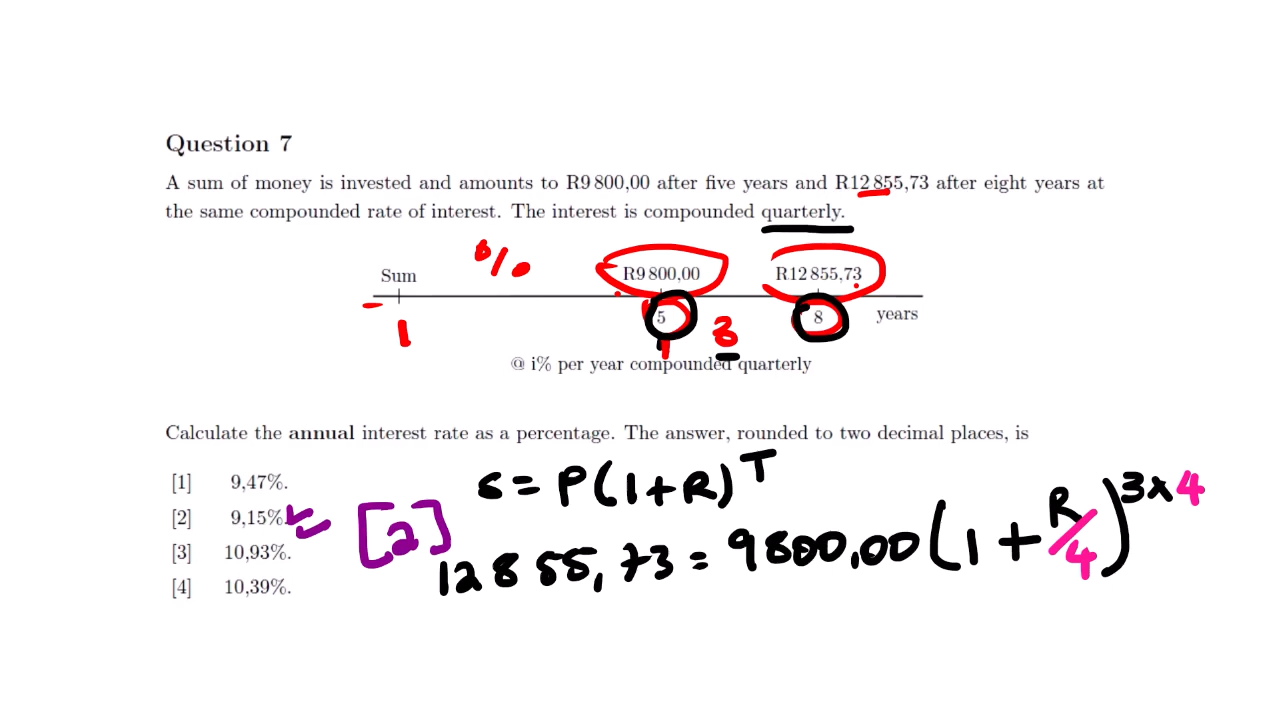 Question 7
A sum of money is invested and amounts to R9 800,00 after five years and R12 855,73 after eight years at
the same compounded rate of interest. The interest is compounded quarterly.
%
Sum R9 800,00 R12 855,73
5 8 years
1 3
@ i% per year compounded quarterly
Calculate the annual interest rate as a percentage. The answer, rounded to two decimal places, is
[1] 9,47%.
[2] 9,15%.
[3] 10,93%.
[4] 10,39%.
S = P(1+R)^T
[2]
12855,73 = 9800,00(1+R/4)^3x4